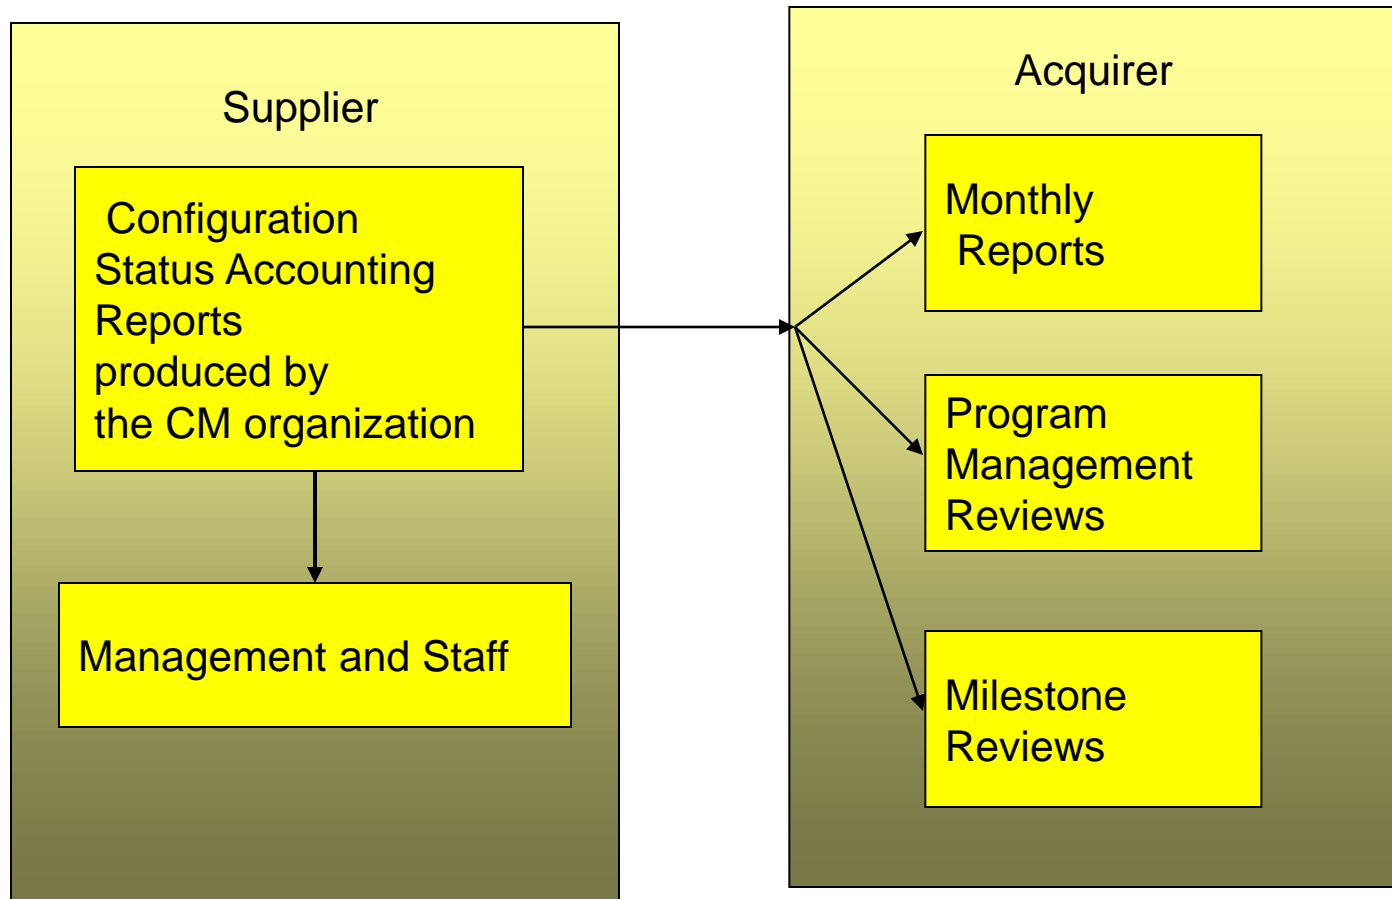 Supplier
Configuration
Status Accounting
Reports
produced by
the CM organization
Management and Staff
Acquirer
Monthly
Reports
Program
Management
Reviews
Milestone
Reviews